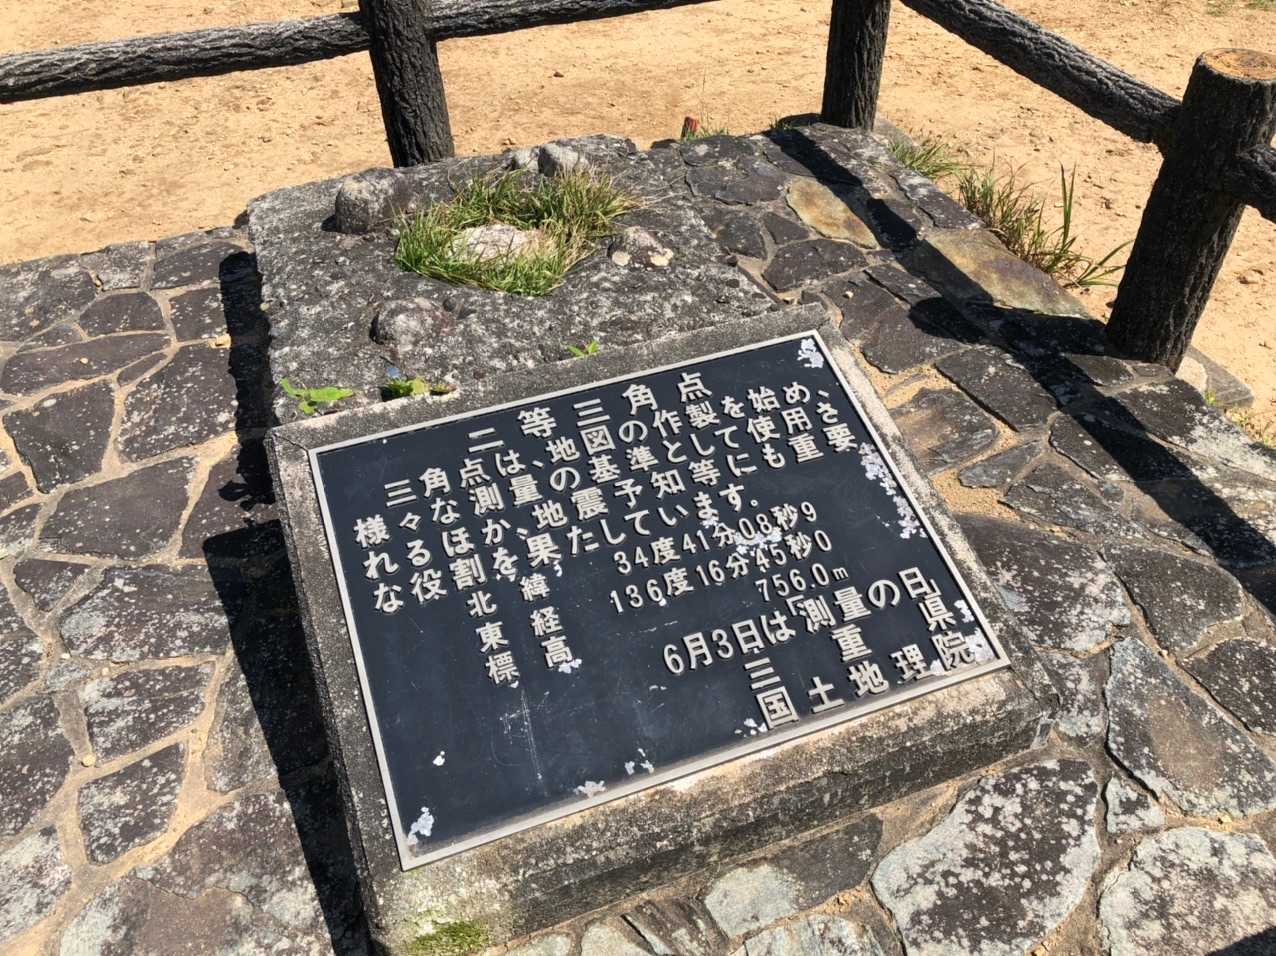 二等三角点
三角点は、地図の作製を始め、
様々な測量の基準として使用さ
れるほか、地震予知等にも重要
な役割を果たしています。
北緯 34度41分08秒9
東経 136度16分45秒0
標高 756.0m
6月3日は「測量の日」
三重県
国土地理院